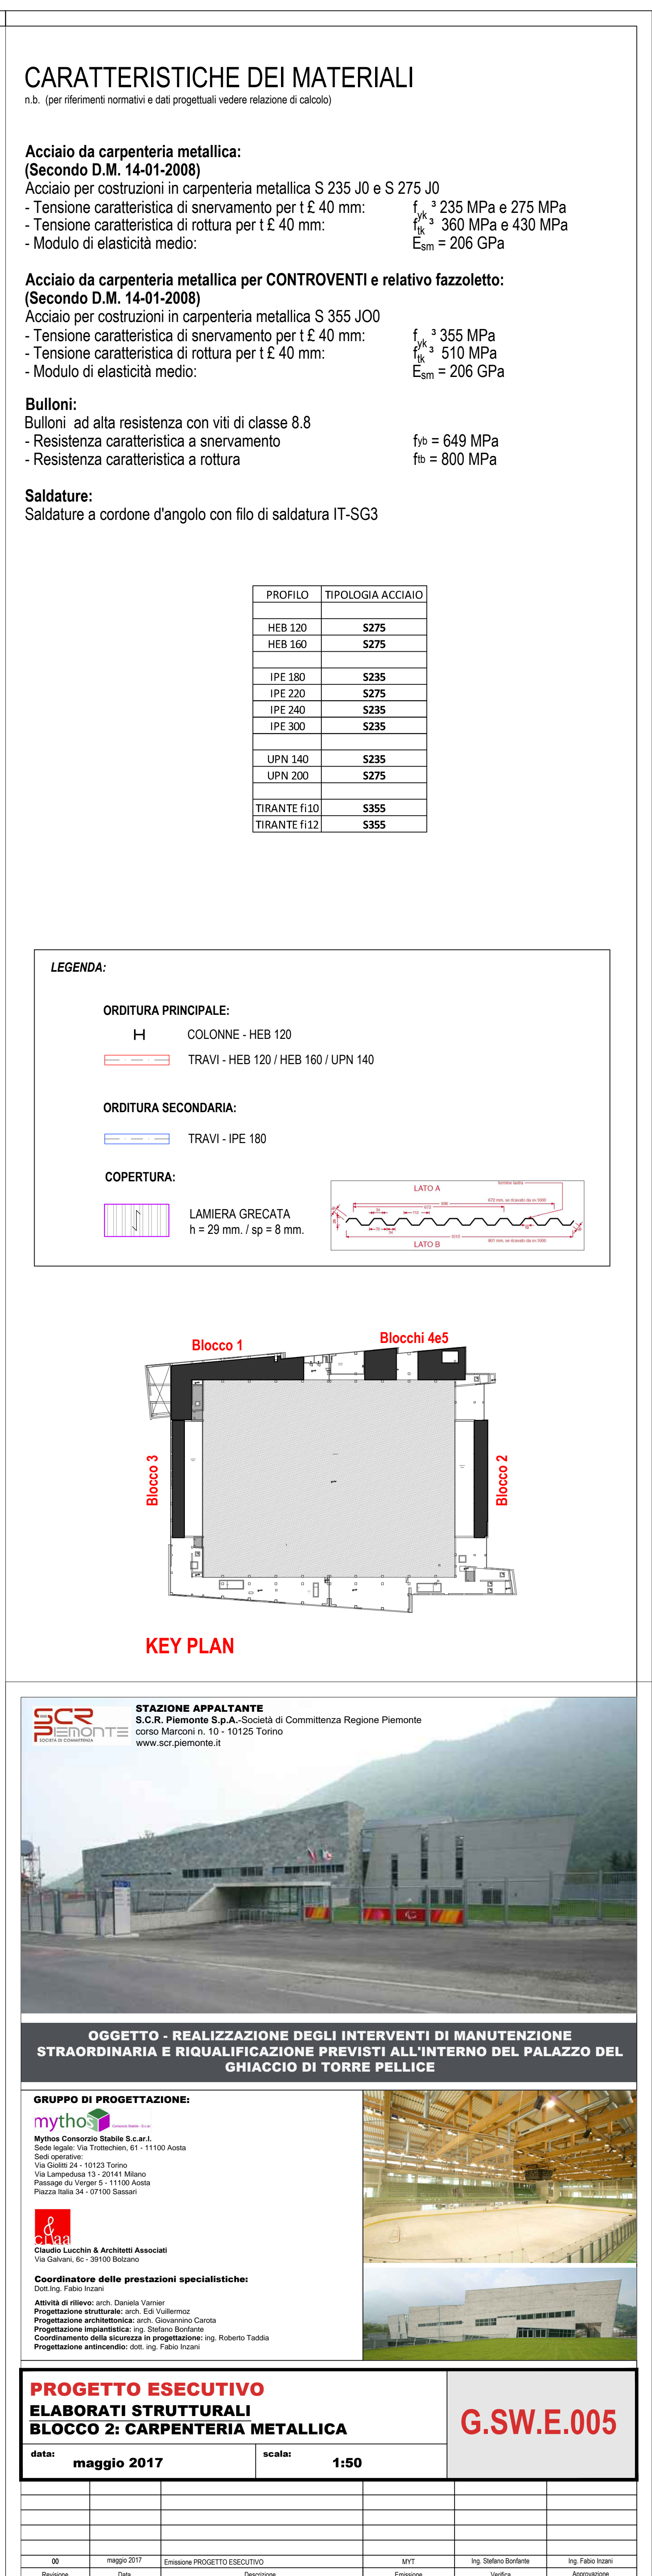 CARATTERISTICHE DEI MATERIALI
n.b. (per riferimenti normativi e dati progettuali vedere relazione di calcolo)
Acciaio da carpenteria metallica:
(Secondo D.M. 14-01-2008)
Acciaio per costruzioni in carpenteria metallica S 235 J0 e S 275 J0
- Tensione caratteristica di snervamento per t £ 40 mm: fyk ³ 235 MPa e 275 MPa
- Tensione caratteristica di rottura per t £ 40 mm: ftk ³ 360 MPa e 430 MPa
- Modulo di elasticità medio: Esm = 206 GPa
Acciaio da carpenteria metallica per CONTROVENTI e relativo fazzoletto:
(Secondo D.M. 14-01-2008)
Acciaio per costruzioni in carpenteria metallica S 355 JO0
- Tensione caratteristica di snervamento per t £ 40 mm: fyk ³ 355 MPa
- Tensione caratteristica di rottura per t £ 40 mm: ftk ³ 510 MPa
- Modulo di elasticità medio: Esm = 206 GPa
Bulloni:
Bulloni ad alta resistenza con viti di classe 8.8
- Resistenza caratteristica a snervamento fyb = 649 MPa
- Resistenza caratteristica a rottura ftb = 800 MPa
Saldature:
Saldature a cordone d'angolo con filo di saldatura IT-SG3
PROFILO TIPOLOGIA ACCIAIO
HEB 120 S275
HEB 160 S275
IPE 180 S235
IPE 220 S275
IPE 240 S235
IPE 300 S235
UPN 140 S235
UPN 200 S275
TIRANTE fi10 S355
TIRANTE fi12 S355
LEGENDA:
ORDITURA PRINCIPALE:
COLONNE - HEB 120
TRAVI - HEB 120 / HEB 160 / UPN 140
ORDITURA SECONDARIA:
TRAVI - IPE 180
COPERTURA:
LAMIERA GRECATA
h = 29 mm. / sp = 8 mm.
LATO A
LATO B
Blocco 1
Blocchi 4e5
Blocco 3
Blocco 2
KEY PLAN
SCR PIEMONTE
SOCIETÀ DI COMMITTENZA
STAZIONE APPALTANTE
S.C.R. Piemonte S.p.A.-Società di Committenza Regione Piemonte
corso Marconi n. 10 - 10125 Torino
www.scr.piemonte.it
OGGETTO - REALIZZAZIONE DEGLI INTERVENTI DI MANUTENZIONE
STRAORDINARIA E RIQUALIFICAZIONE PREVISTI ALL'INTERNO DEL PALAZZO DEL
GHIACCIO DI TORRE PELLICE
GRUPPO DI PROGETTAZIONE:
mythos Consorzio Stabile - S.c.ar.l.
Mythos Consorzio Stabile S.c.ar.l.
Sede legale: Via Trottechien, 61 - 11100 Aosta
Sedi operative:
Via Giolitti 24 - 10123 Torino
Via Lampedusa 13 - 20141 Milano
Passage du Verger 5 - 11100 Aosta
Piazza Italia 34 - 07100 Sassari
&
claa
Claudio Lucchin & Architetti Associati
Via Galvani, 6c - 39100 Bolzano
Coordinatore delle prestazioni specialistiche:
Dott.Ing. Fabio Inzani
Attività di rilievo: arch. Daniela Varnier
Progettazione strutturale: arch. Edi Vuillermoz
Progettazione architettonica: arch. Giovannino Carota
Progettazione impiantistica: ing. Stefano Bonfante
Coordinamento della sicurezza in progettazione: ing. Roberto Taddia
Progettazione antincendio: dott. ing. Fabio Inzani
PROGETTO ESECUTIVO
ELABORATI STRUTTURALI
BLOCCO 2: CARPENTERIA METALLICA
G.SW.E.005
data: maggio 2017
scala: 1:50
00 maggio 2017 Emissione PROGETTO ESECUTIVO MYT Ing. Stefano Bonfante Ing. Fabio Inzani
Revisione Data Descrizione Emissione Verifica Approvazione